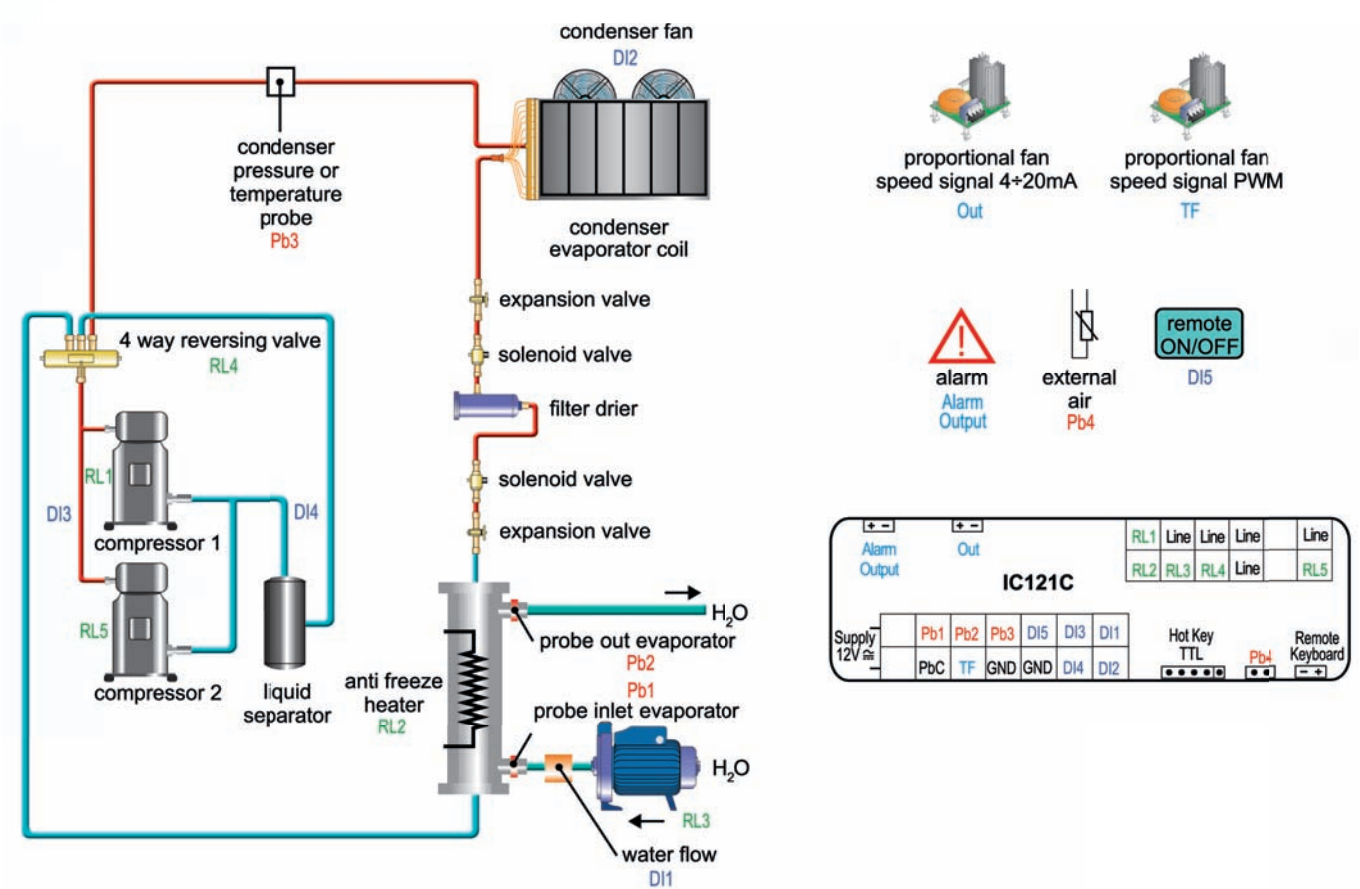 condenser fan
DI2
condenser
pressure or
temperature
probe
Pb3
condenser
evaporator coil
expansion valve
4 way reversing valve
RL4
solenoid valve
filter drier
RL1
solenoid valve
DI3
DI4
compressor 1
expansion valve
RL5
compressor 2
liquid
separator
H₂O
probe out evaporator
Pb2
Pb1
probe inlet evaporator
anti freeze
heater
RL2
H₂O
RL3
water flow
DI1
proportional fan
speed signal 4÷20mA
Out
proportional fan
speed signal PWM
TF
alarm
Alarm
Output
external
air
Pb4
remote
ON/OFF
DI5
+ -
+ -
Alarm
Output
Out
IC121C
RL1 Line Line Line Line
RL2 RL3 RL4 Line RL5
Supply
12V ≅
Pb1 Pb2 Pb3 DI5 DI3 DI1
PbC TF GND GND DI4 DI2
Hot Key
TTL
Pb4
Remote
Keyboard
- +